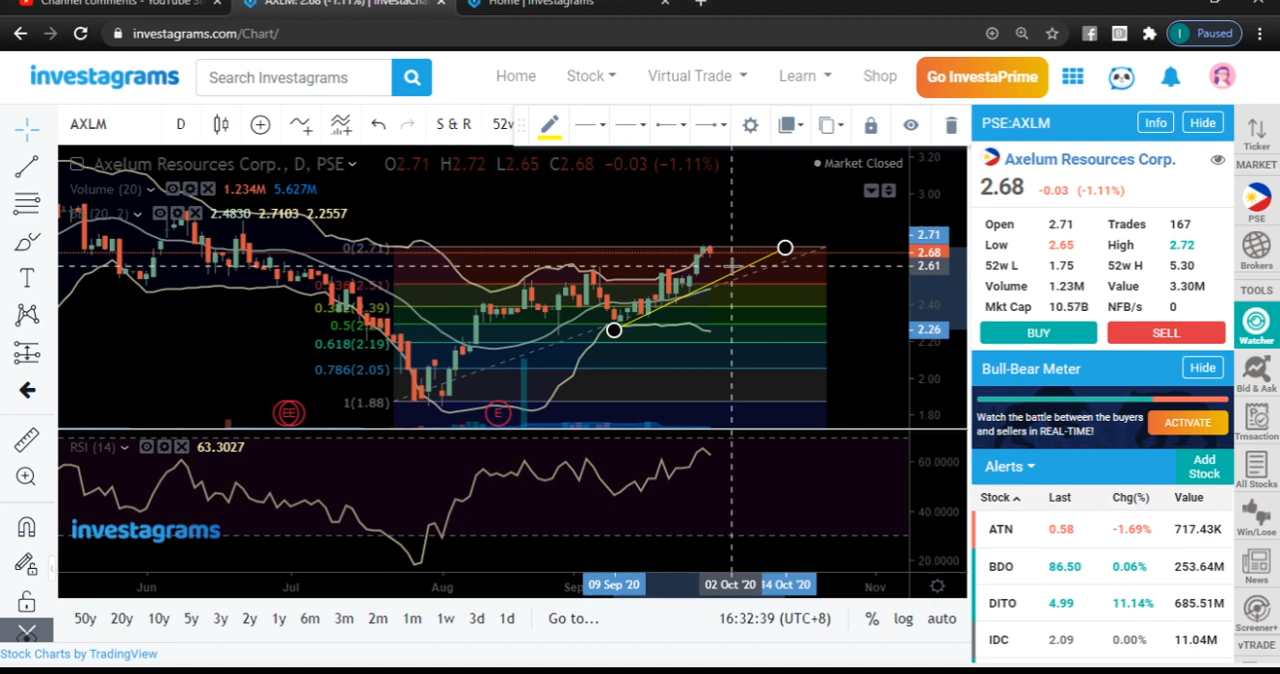 Channel comments - YouTube St
AXLM: 2.68 (-1.11%) | InvestaCha
Home | Investagrams
investagrams.com/Chart/
Paused
investagrams
Search Investagrams
Home
Stock
Virtual Trade
Learn
Shop
Go InvestaPrime
AXLM
D
S & R
52v
Axelum Resources Corp., D, PSE
O2.71 H2.72 L2.65 C2.68 -0.03 (-1.11%)
Market Closed
Volume (20)
1.234M 5.627M
BB (20, 2)
2.4830 2.7103 2.2557
0(2.71)
0.382(2.39)
0.618(2.19)
0.786(2.05)
1(1.88)
E
E
3.20
3.00
2.71
2.68
2.61
2.40
2.26
2.20
2.00
1.80
RSI (14)
63.3027
60.0000
40.0000
20.0000
investagrams
Jun
Jul
Aug
Sep
09 Sep '20
02 Oct '20
14 Oct '20
Nov
50y 20y 10y 5y 3y 2y 1y 6m 3m 2m 1m 1w 3d 1d
Go to...
16:32:39 (UTC+8)
% log auto
Stock Charts by TradingView
PSE:AXLM
Info
Hide
Axelum Resources Corp.
2.68 -0.03 (-1.11%)
Open 2.71 Trades 167
Low 2.65 High 2.72
52w L 1.75 52w H 5.30
Volume 1.23M Value 3.30M
Mkt Cap 10.57B NFB/s 0
BUY
SELL
Bull-Bear Meter
Hide
Watch the battle between the buyers
and sellers in REAL-TIME!
ACTIVATE
Alerts
Add
Stock
Stock Last Chg(%) Value
ATN 0.58 -1.69% 717.43K
BDO 86.50 0.06% 253.64M
DITO 4.99 11.14% 685.51M
IDC 2.09 0.00% 11.04M
Ticker
MARKET
PSE
Brokers
TOOLS
Watcher
Bid & Ask
Trnsaction
All Stocks
Win/Lose
News
Screener+
vTRADE